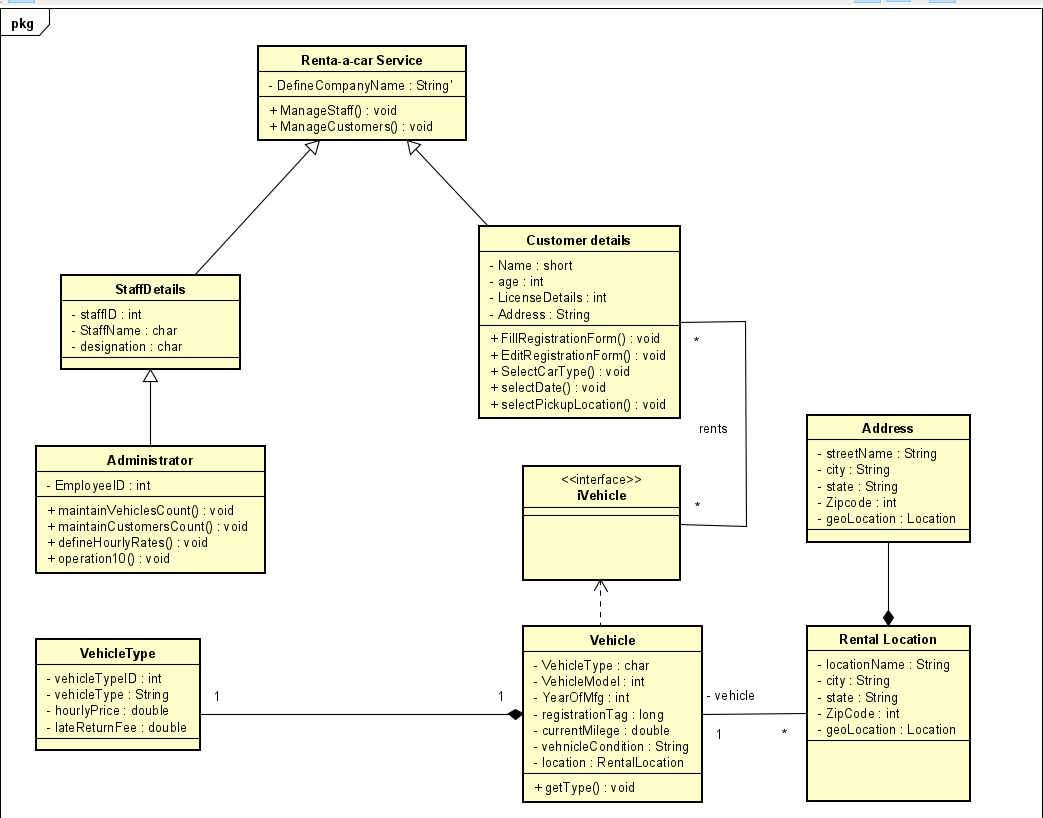 pkg
Renta-a-car Service
- DefineCompanyName : String'
+ ManageStaff() : void
+ ManageCustomers() : void
Customer details
- Name : short
- age : int
- LicenseDetails : int
- Address : String
+ FillRegistrationForm() : void
+ EditRegistrationForm() : void
+ SelectCarType() : void
+ selectDate() : void
+ selectPickupLocation() : void
StaffDetails
- staffID : int
- StaffName : char
- designation : char
*
rents
*
Administrator
- EmployeeID : int
+ maintainVehiclesCount() : void
+ maintainCustomersCount() : void
+ defineHourlyRates() : void
+ operation10() : void
<<interface>>
iVehicle
Address
- streetName : String
- city : String
- state : String
- Zipcode : int
- geoLocation : Location
VehicleType
- vehicleTypeID : int
- vehicleType : String
- hourlyPrice : double
- lateReturnFee : double
1
1
Vehicle
- VehicleType : char
- VehicleModel : int
- YearOfMfg : int
- registrationTag : long
- currentMilege : double
- vehnicleCondition : String
- location : RentalLocation
+ getType() : void
- vehicle
1
*
Rental Location
- locationName : String
- city : String
- state : String
- ZipCode : int
- geoLocation : Location